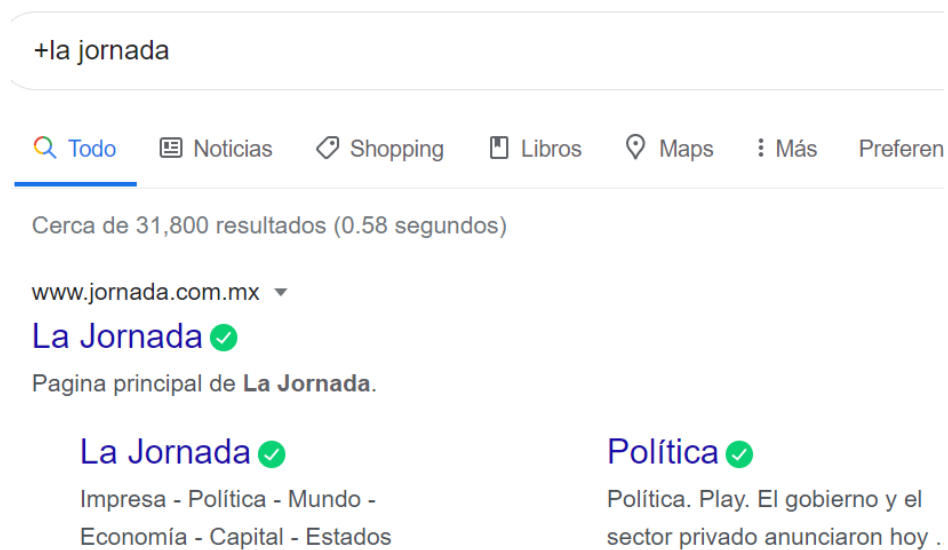 +la jornada
Todo Noticias Shopping Libros Maps Más Preferen
Cerca de 31,800 resultados (0.58 segundos)
www.jornada.com.mx
La Jornada
Pagina principal de La Jornada.
La Jornada
Impresa - Política - Mundo -
Economía - Capital - Estados
Política
Política. Play. El gobierno y el
sector privado anunciaron hoy ..